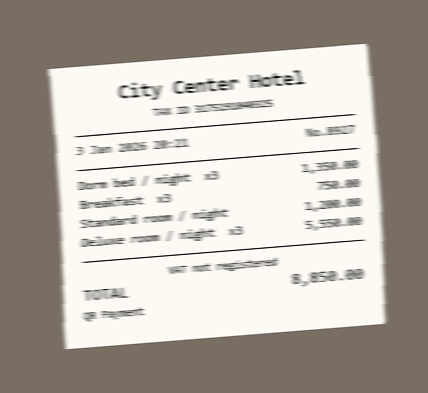 City Center Hotel
TAX ID
3 Jan 2026 20:21 No.8927
Dorm bed / night x3 1,350.00
Breakfast x3 750.00
Standard room / night 1,200.00
Deluxe room / night x3 5,550.00
VAT not registered
TOTAL 8,850.00
QR Payment